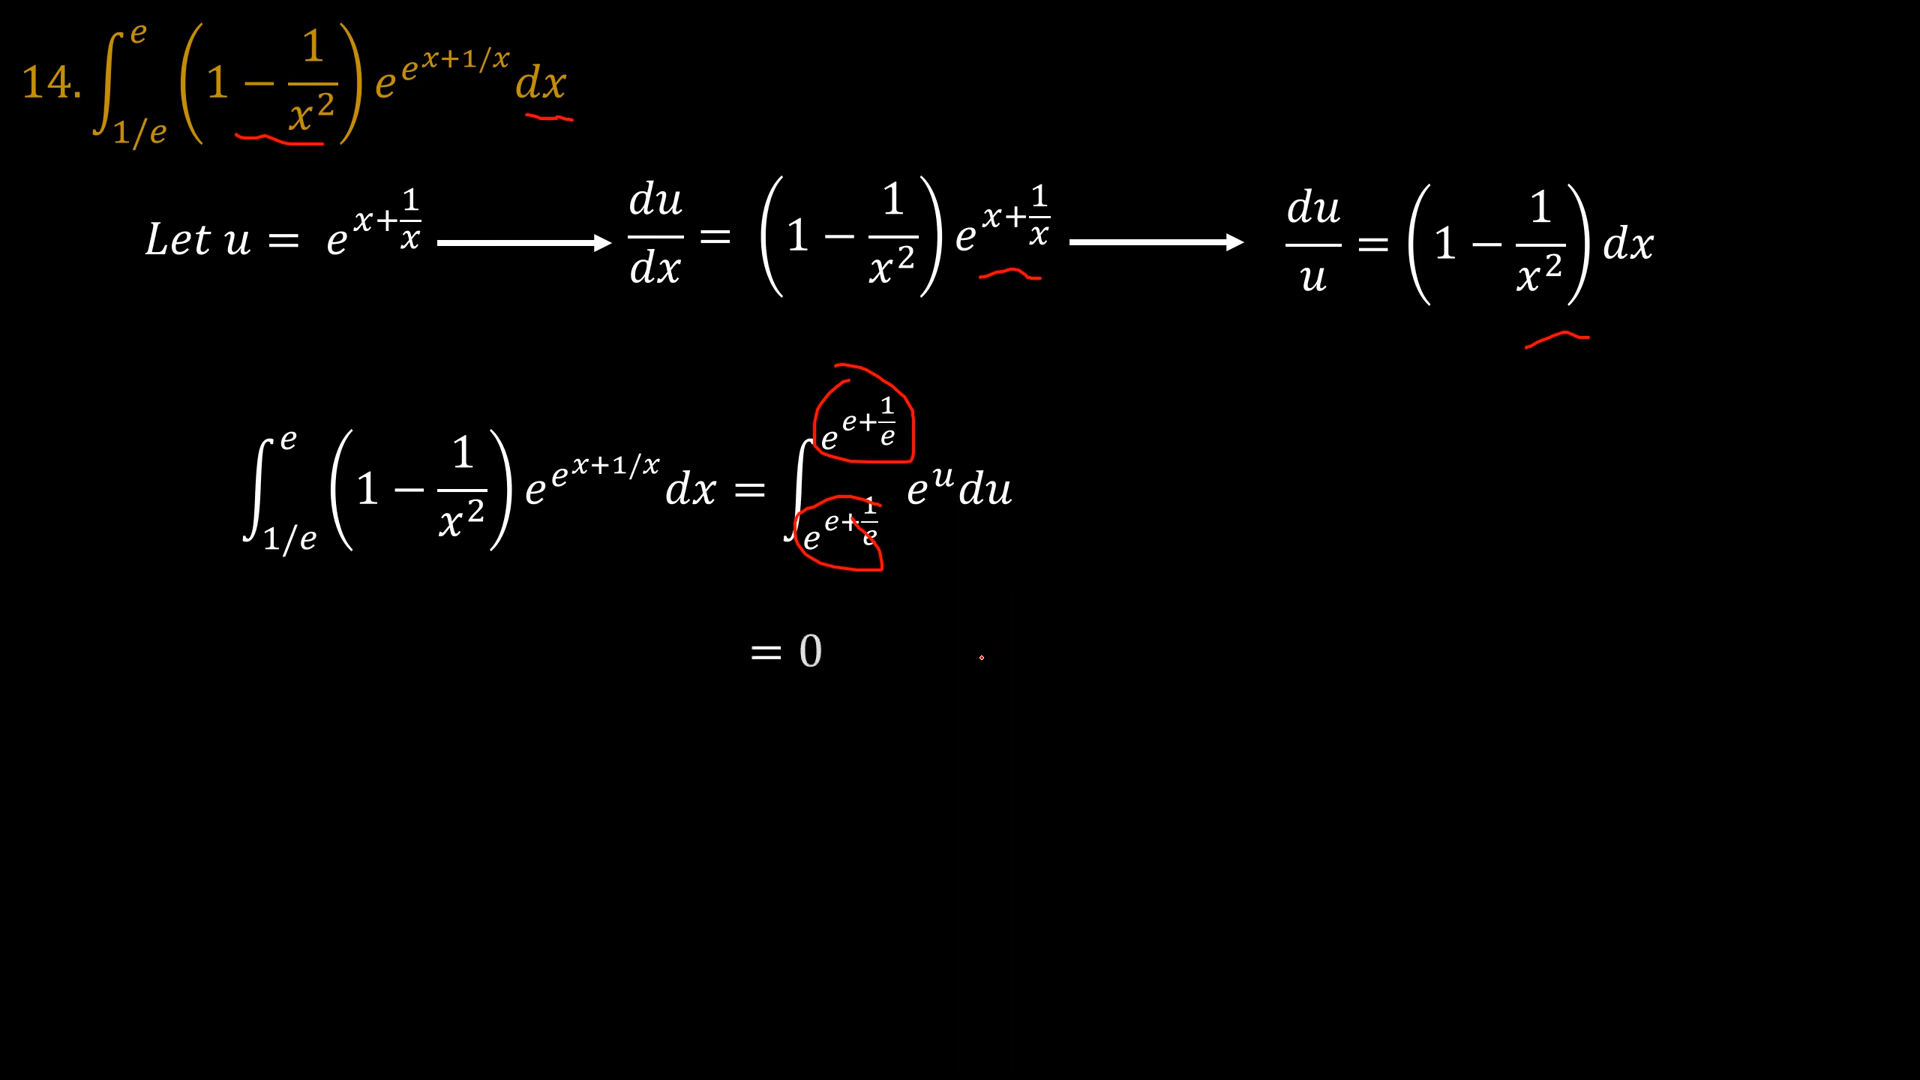 14. ∫_{1/e}^{e} (1 − 1/x²) e^{e^{x+1/x}} dx
Let u = e^{x+1/x} ⟶ du/dx = (1 − 1/x²) e^{x+1/x} ⟶ du/u = (1 − 1/x²) dx
∫_{1/e}^{e} (1 − 1/x²) e^{e^{x+1/x}} dx = ∫_{e^{e+1/e}}^{e^{e+1/e}} e^u du
= 0